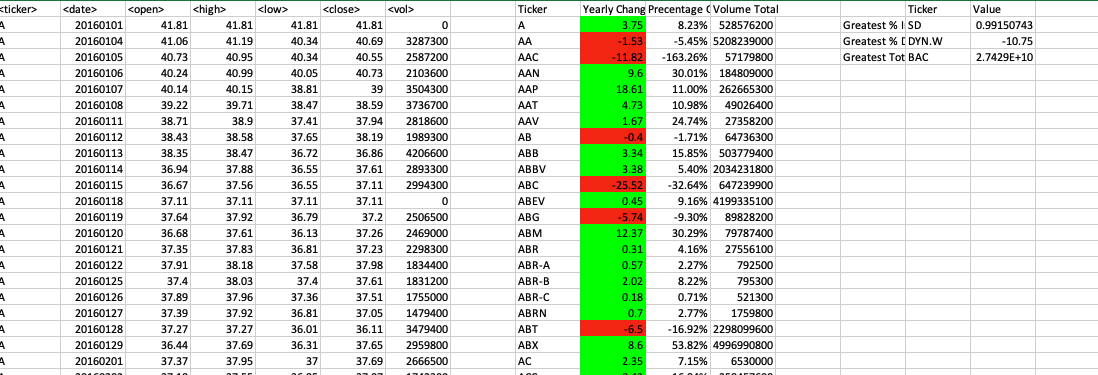 <ticker> <date> <open> <high> <low> <close> <vol> Ticker Yearly Chang Precentage C Volume Total Ticker Value
A 20160101 41.81 41.81 41.81 41.81 0 A 3.75 8.23% 528576200 Greatest % I SD 0.99150743
A 20160104 41.06 41.19 40.34 40.69 3287300 AA -1.53 -5.45% 5208239000 Greatest % D DYN.W -10.75
A 20160105 40.73 40.95 40.34 40.55 2587200 AAC -11.82 -163.26% 57179800 Greatest Tot BAC 2.7429E+10
A 20160106 40.24 40.99 40.05 40.73 2103600 AAN 9.6 30.01% 184809000
A 20160107 40.14 40.15 38.81 39 3504300 AAP 18.61 11.00% 262665300
A 20160108 39.22 39.71 38.47 38.59 3736700 AAT 4.73 10.98% 49026400
A 20160111 38.71 38.9 37.41 37.94 2818600 AAV 1.67 24.74% 27358200
A 20160112 38.43 38.58 37.65 38.19 1989300 AB -0.4 -1.71% 64736300
A 20160113 38.35 38.47 36.72 36.86 4206600 ABB 3.34 15.85% 503779400
A 20160114 36.94 37.88 36.55 37.61 2893300 ABBV 3.38 5.40% 2034231800
A 20160115 36.67 37.56 36.55 37.11 2994300 ABC -25.52 -32.64% 647239900
A 20160118 37.11 37.11 37.11 37.11 0 ABEV 0.45 9.16% 4199335100
A 20160119 37.64 37.92 36.79 37.2 2506500 ABG -5.74 -9.30% 89828200
A 20160120 36.68 37.61 36.13 37.26 2469000 ABM 12.37 30.29% 79787400
A 20160121 37.35 37.83 36.81 37.23 2298300 ABR 0.31 4.16% 27556100
A 20160122 37.91 38.18 37.58 37.98 1834400 ABR-A 0.57 2.27% 792500
A 20160125 37.4 38.03 37.4 37.61 1831200 ABR-B 2.02 8.22% 795300
A 20160126 37.89 37.96 37.36 37.51 1755000 ABR-C 0.18 0.71% 521300
A 20160127 37.39 37.92 36.81 37.05 1479400 ABRN 0.7 2.77% 1759800
A 20160128 37.27 37.27 36.01 36.11 3479400 ABT -6.5 -16.92% 2298099600
A 20160129 36.44 37.69 36.31 37.65 2959800 ABX 8.6 53.82% 4996990800
A 20160201 37.37 37.95 37 37.69 2666500 AC 2.35 7.15% 6530000